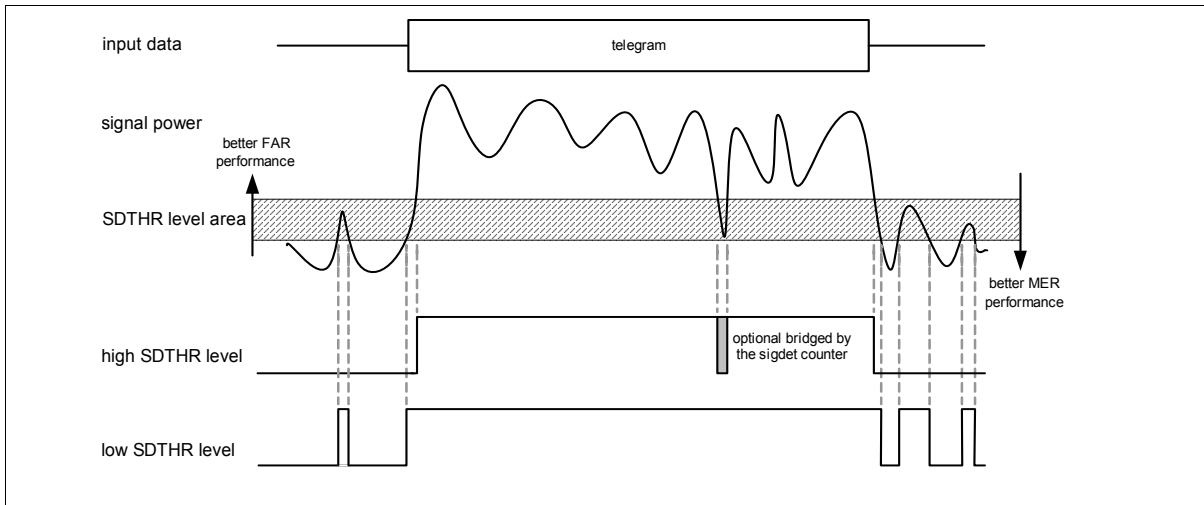 input data
telegram
signal power
better FAR
performance
SDTHR level area
better MER
performance
high SDTHR level
optional bridged by
the sigdet counter
low SDTHR level